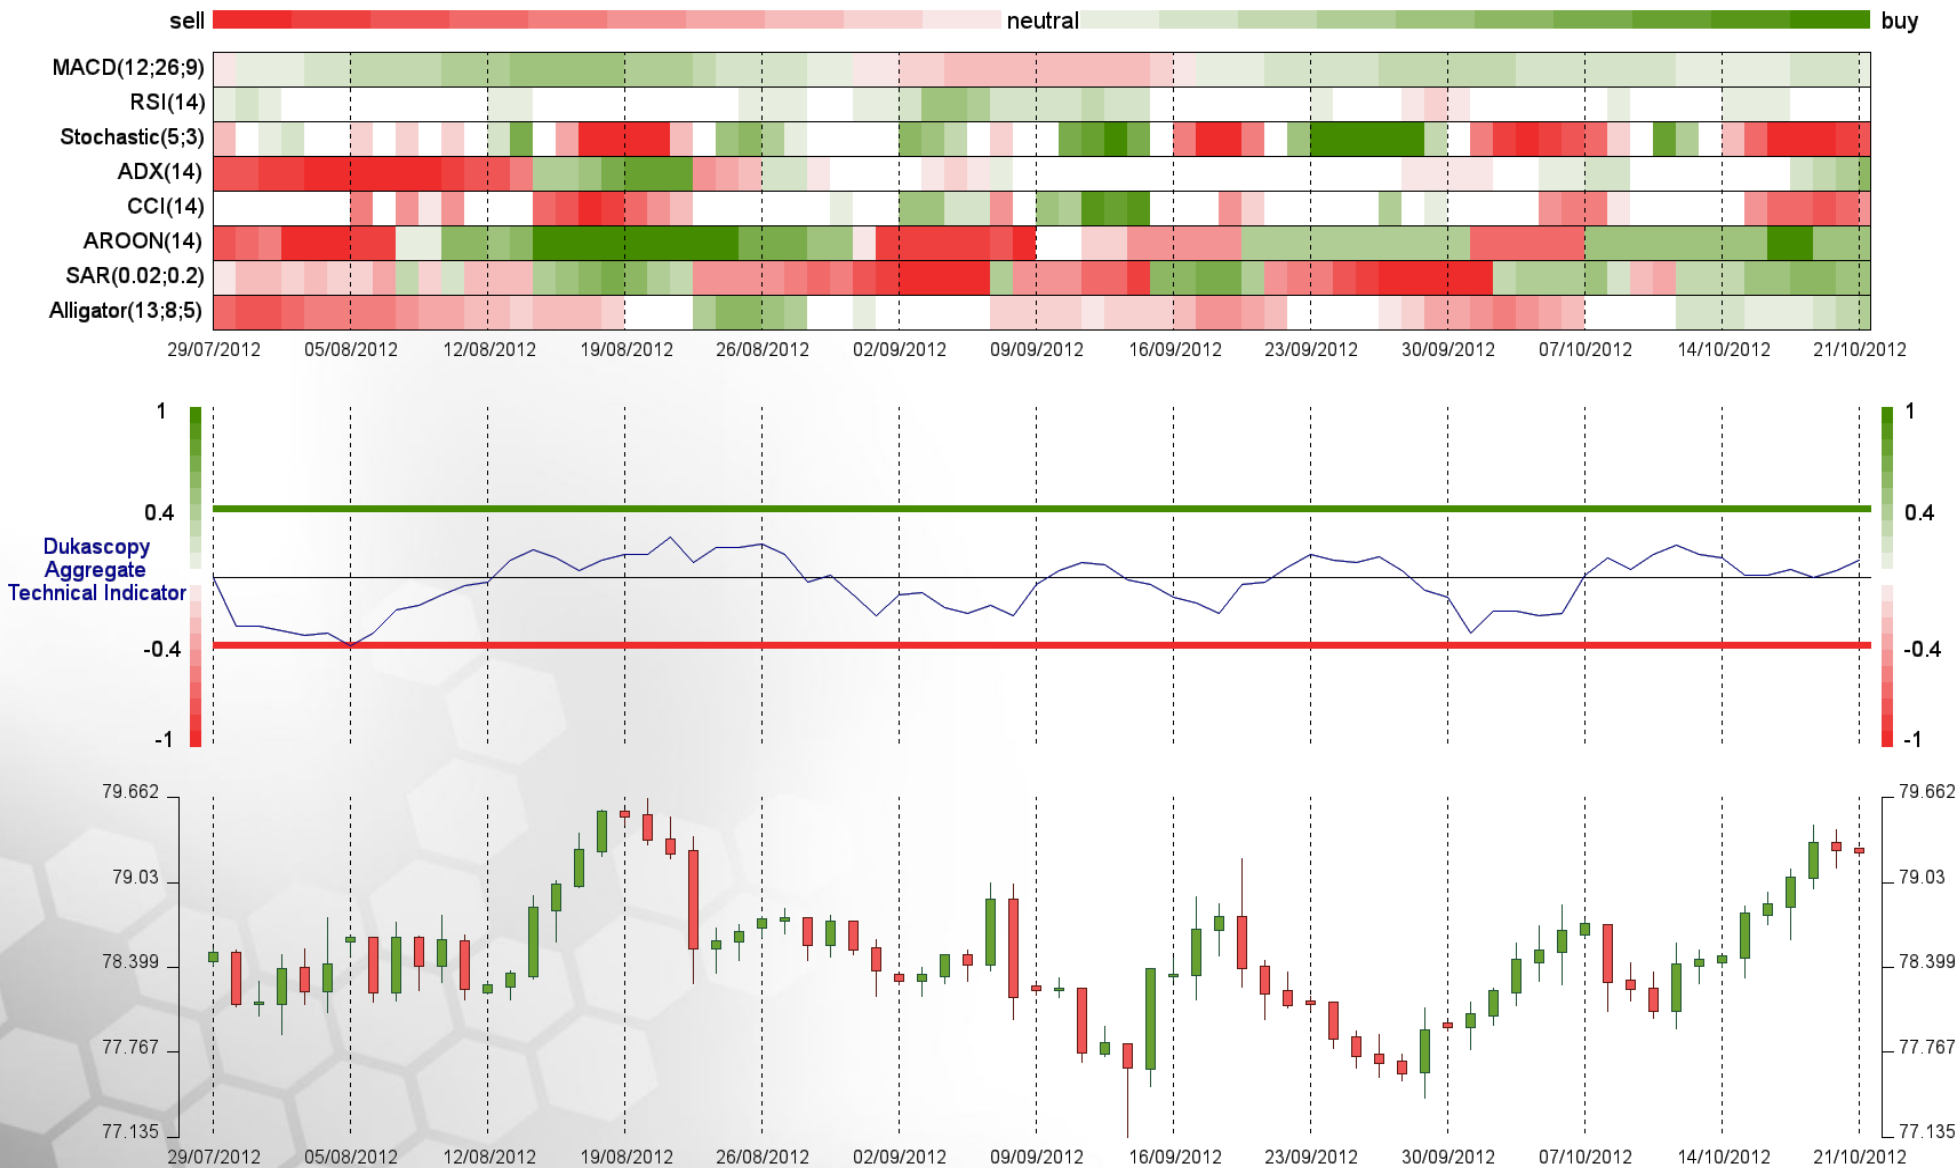 sell neutral buy
MACD(12;26;9)
RSI(14)
Stochastic(5;3)
ADX(14)
CCI(14)
AROON(14)
SAR(0.02;0.2)
Alligator(13;8;5)
29/07/2012 05/08/2012 12/08/2012 19/08/2012 26/08/2012 02/09/2012 09/09/2012 16/09/2012 23/09/2012 30/09/2012 07/10/2012 14/10/2012 21/10/2012
1 1
0.4 0.4
Dukascopy
Aggregate
Technical Indicator
-0.4 -0.4
-1 -1
79.662 79.662
79.03 79.03
78.399 78.399
77.767 77.767
77.135 77.135
29/07/2012 05/08/2012 12/08/2012 19/08/2012 26/08/2012 02/09/2012 09/09/2012 16/09/2012 23/09/2012 30/09/2012 07/10/2012 14/10/2012 21/10/2012